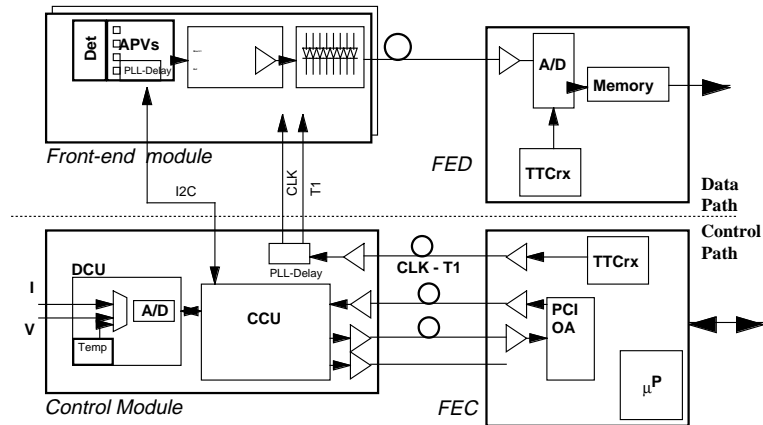 Det
APVs
PLL-Delay
A/D
Memory
TTCrx
Front-end module
FED
I2C
CLK
T1
Data
Path
Control
Path
DCU
PLL-Delay
CLK - T1
TTCrx
I
V
A/D
Temp
CCU
PCI
OA
µP
Control Module
FEC